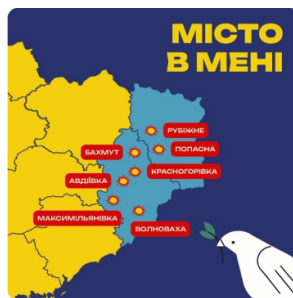 МІСТО
В МЕНІ
РУБІЖНЕ
ПОПАСНА
БАХМУТ
КРАСНОГОРІВКА
АВДІЇВКА
МАКСИМІЛЬЯНІВКА
ВОЛНОВАХА